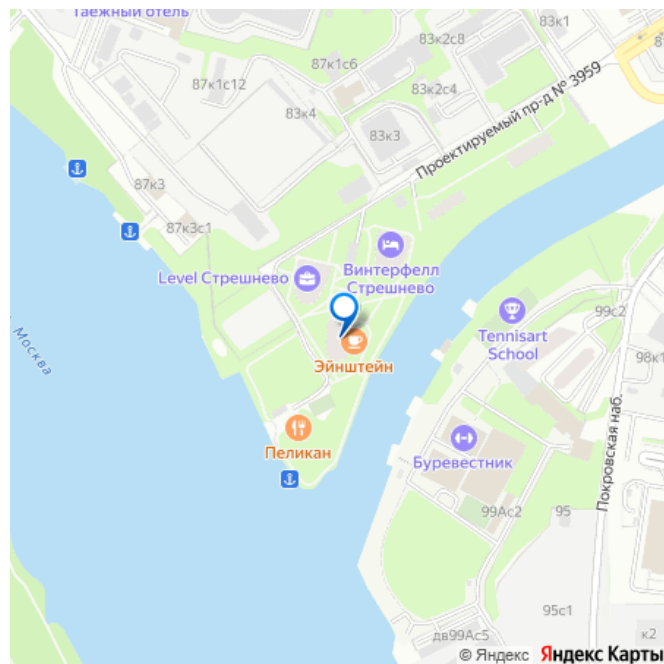 Таёжный отель
83к1
83к2с8
87к1с6
87к1с12
83к2с4
83к4
83к3
Проектируемый пр-д № 3959
87к3
87к3с1
Level Стрешнево
Винтерфелл
Стрешнево
99с2
Tennisart
School
98к1
Москва
Эйнштейн
Пеликан
Буревестник
Покровская наб.
99Ас2
95
95с1
дв99Ас5
к2
© Яндекс Яндекс Карты